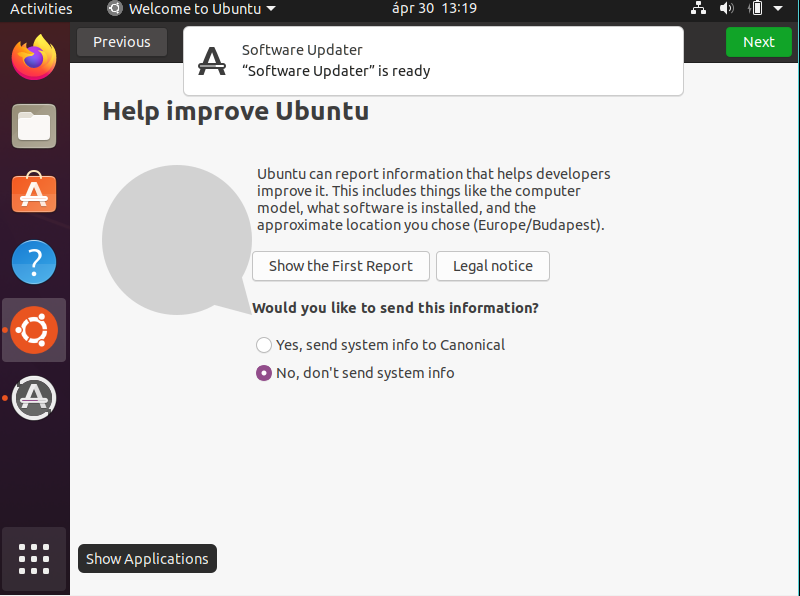 Activities
Welcome to Ubuntu
ápr 30 13:19
Previous
Software Updater
“Software Updater” is ready
Next
Help improve Ubuntu
Ubuntu can report information that helps developers
improve it. This includes things like the computer
model, what software is installed, and the
approximate location you chose (Europe/Budapest).
Show the First Report
Legal notice
Would you like to send this information?
Yes, send system info to Canonical
No, don't send system info
Show Applications